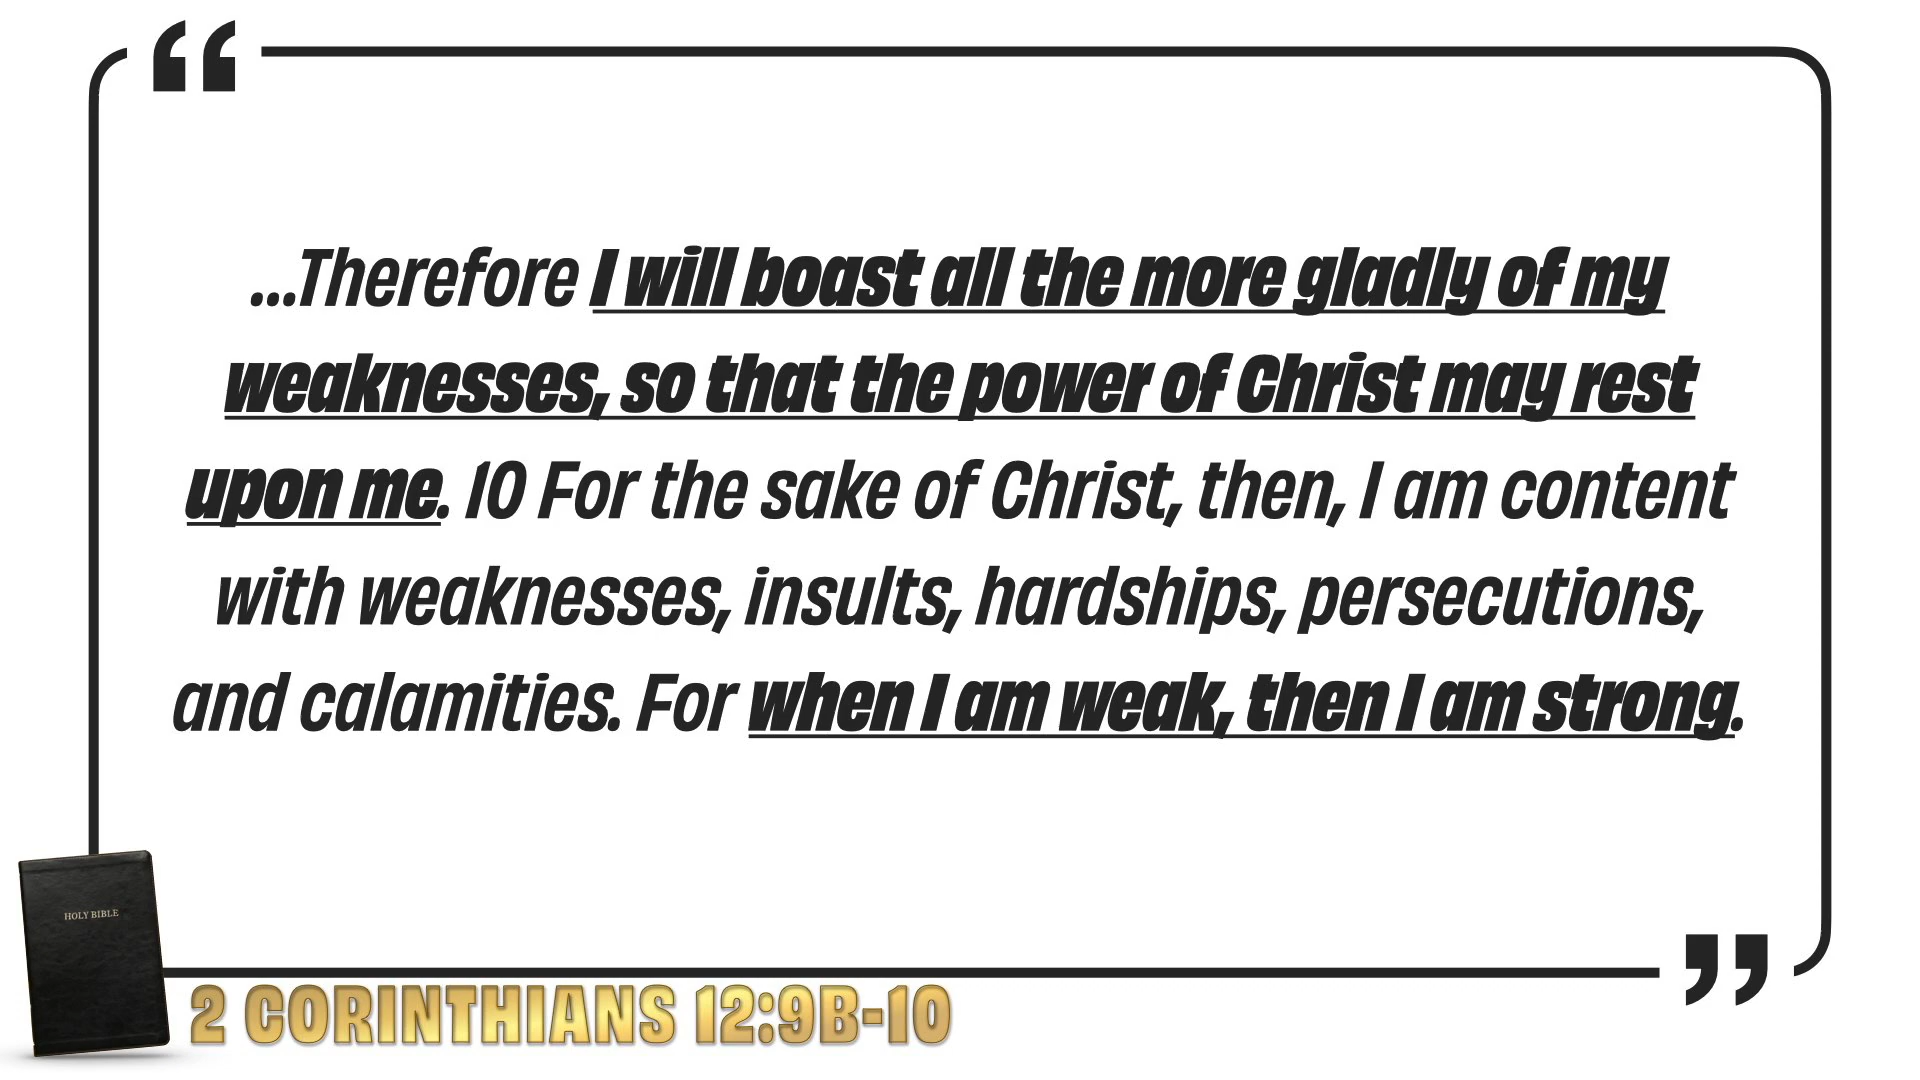 “
…Therefore I will boast all the more gladly of my
weaknesses, so that the power of Christ may rest
upon me. 10 For the sake of Christ, then, I am content
with weaknesses, insults, hardships, persecutions,
and calamities. For when I am weak, then I am strong.
”
HOLY BIBLE
2 CORINTHIANS 12:9B-10